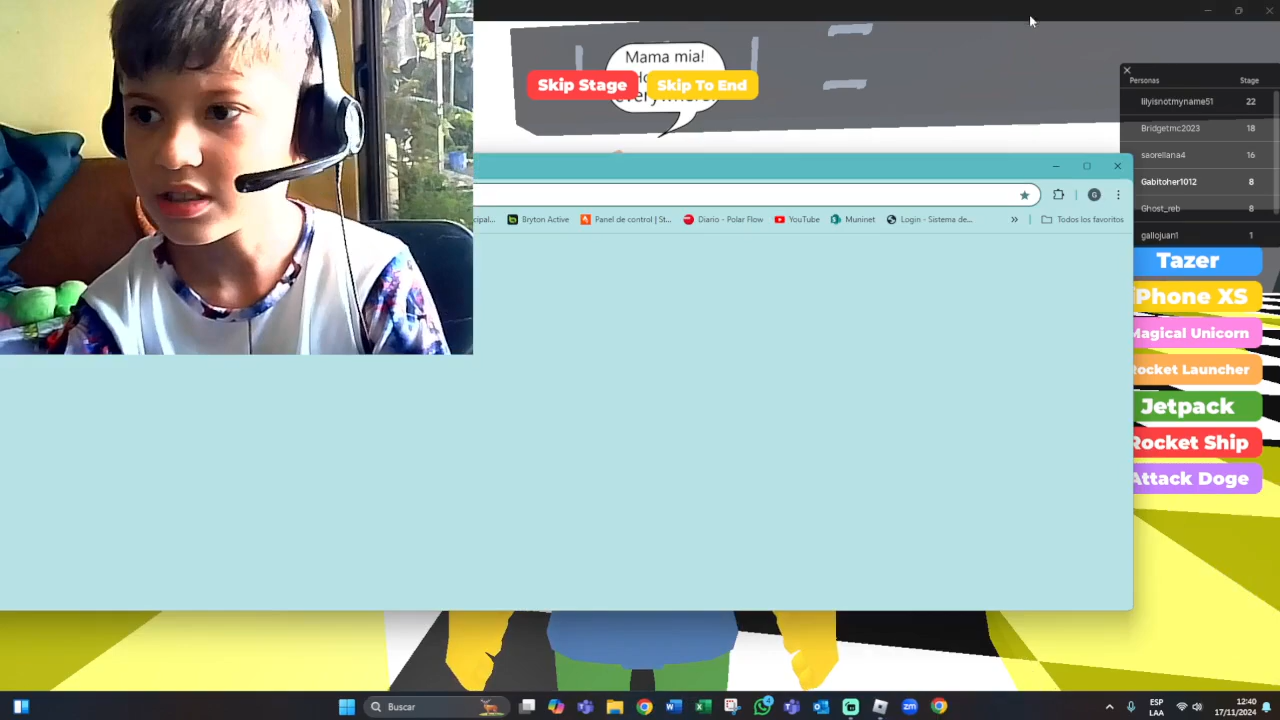 Mama mia!
Skip Stage
Skip To End
Personas Stage
lilyisnotmyname51 22
Bridgetmc2023 18
saorellana4 16
Gabitoher1012 8
Ghost_reb 8
gallojuan1 1
G
cipal...
Bryton Active
Panel de control | St...
Diario - Polar Flow
YouTube
Muninet
Login - Sistema de...
»
Todos los favoritos
Tazer
iPhone XS
Magical Unicorn
Rocket Launcher
Jetpack
Rocket Ship
Attack Doge
Buscar
ESP
LAA
12:40
17/11/2024